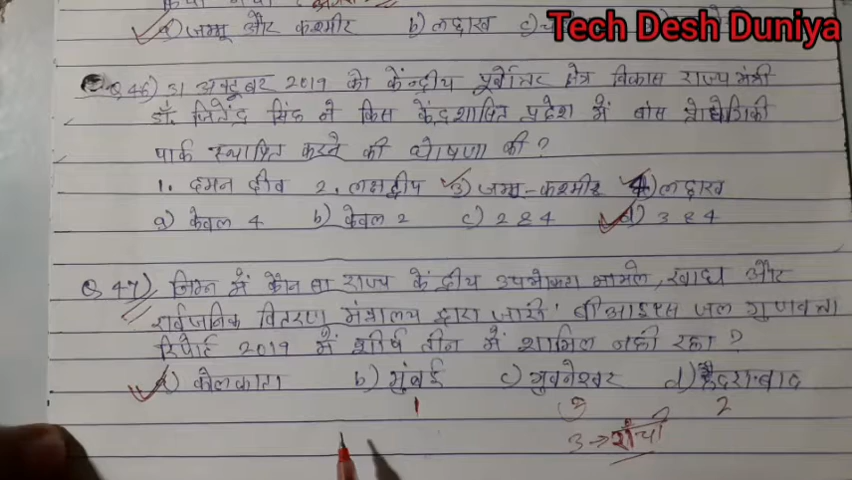 a) जम्मू और कश्मीर b) लद्दाख c)
Tech Desh Duniya
Q.46) 31 अक्टूबर 2019 को केंन्द्रीय पूर्वोत्तर क्षेत्र विकास राज्य मंत्री
डॉ. जितेंद्र सिंह ने किस केंद्रशासित प्रदेश में बांस प्रौद्योगिकी
पार्क स्थापित करने की घोषणा की ?
1. दमन दीव 2. लक्षद्वीप 3) जम्मू-कश्मीर 4) लद्दाख
a) केवल 4 b) केवल 2 c) 2 & 4 d) 3 & 4
Q.47) निम्न में कौन सा राज्य केंद्रीय उपभोक्ता मामले, खाद्य और
सार्वजनिक वितरण मंत्रालय द्वारा जारी 'बीआइएस जल गुणवत्ता
रिपोर्ट 2019 में शीर्ष तीन में शामिल नही रहा ?
a) कोलकाता b) मुंबई c) भुवनेश्वर d) हैदराबाद
1 3 2
3 → रांची